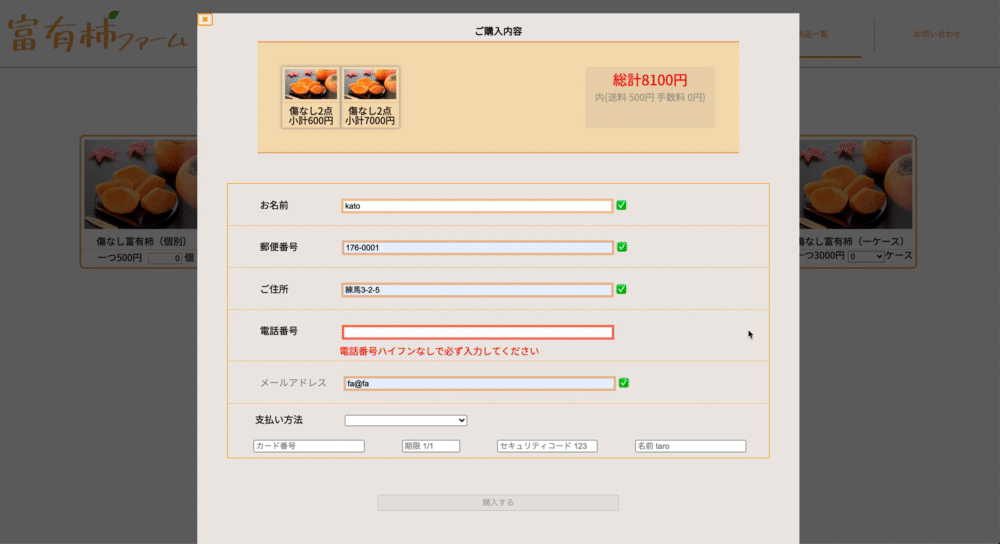 富有柿ファーム
商品一覧
お問い合わせ
ご購入内容
傷なし2点
小計600円
傷なし2点
小計7000円
総計8100円
内(送料 500円 手数料 0円)
傷なし富有柿（個別）
一つ500円 0 個
傷なし富有柿（一ケース）
一つ3000円 0 ケース
お名前 kato
郵便番号 176-0001
ご住所 練馬3-2-5
電話番号
電話番号ハイフンなしで必ず入力してください
メールアドレス fa@fa
支払い方法
カード番号 期限 1/1 セキュリティコード 123 名前 taro
購入する